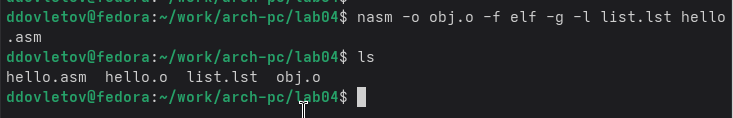 ddovletov@fedora:~/work/arch-pc/lab04$ nasm -o obj.o -f elf -g -l list.lst hello
.asm
ddovletov@fedora:~/work/arch-pc/lab04$ ls
hello.asm  hello.o  list.lst  obj.o
ddovletov@fedora:~/work/arch-pc/lab04$